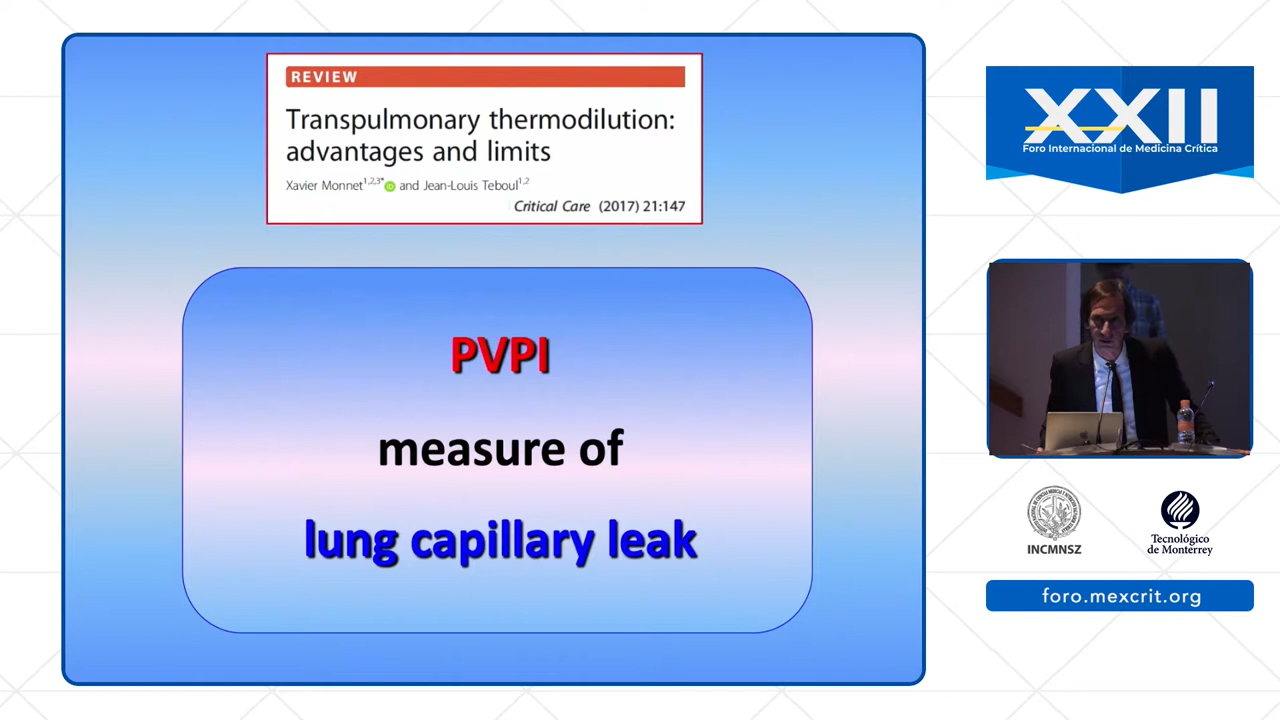 REVIEW
Transpulmonary thermodilution:
advantages and limits
Xavier Monnet1,2,3* and Jean-Louis Teboul1,2
Critical Care (2017) 21:147
PVPI
measure of
lung capillary leak
XXII
Foro Internacional de Medicina Crítica
INCMNSZ
Tecnológico
de Monterrey
foro.mexcrit.org